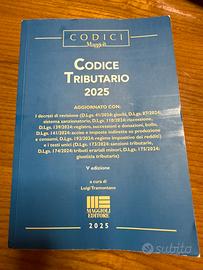 CODICI
Maggioli
CODICE
TRIBUTARIO
2025
AGGIORNATO CON:
I decreti di revisione (D.Lgs. 41/2024: giochi, D.Lgs. 87/2024:
sistema sanzionatorio, D.Lgs. 110/2024: riscossione,
D.Lgs. 139/2024: registro, successioni e donazioni, bollo,
D.Lgs. 141/2024: accise e imposte indirette su produzione
e consumi, D.Lgs. 192/2024: regime impositivo dei redditi)
e i testi unici (D.Lgs. 173/2024: sanzioni tributarie,
D.Lgs. 174/2024: tributi erariali minori, D.Lgs. 175/2024:
giustizia tributaria)
V edizione
a cura di
Luigi Tramontano
MAGGIOLI
EDITORE
2025
subito